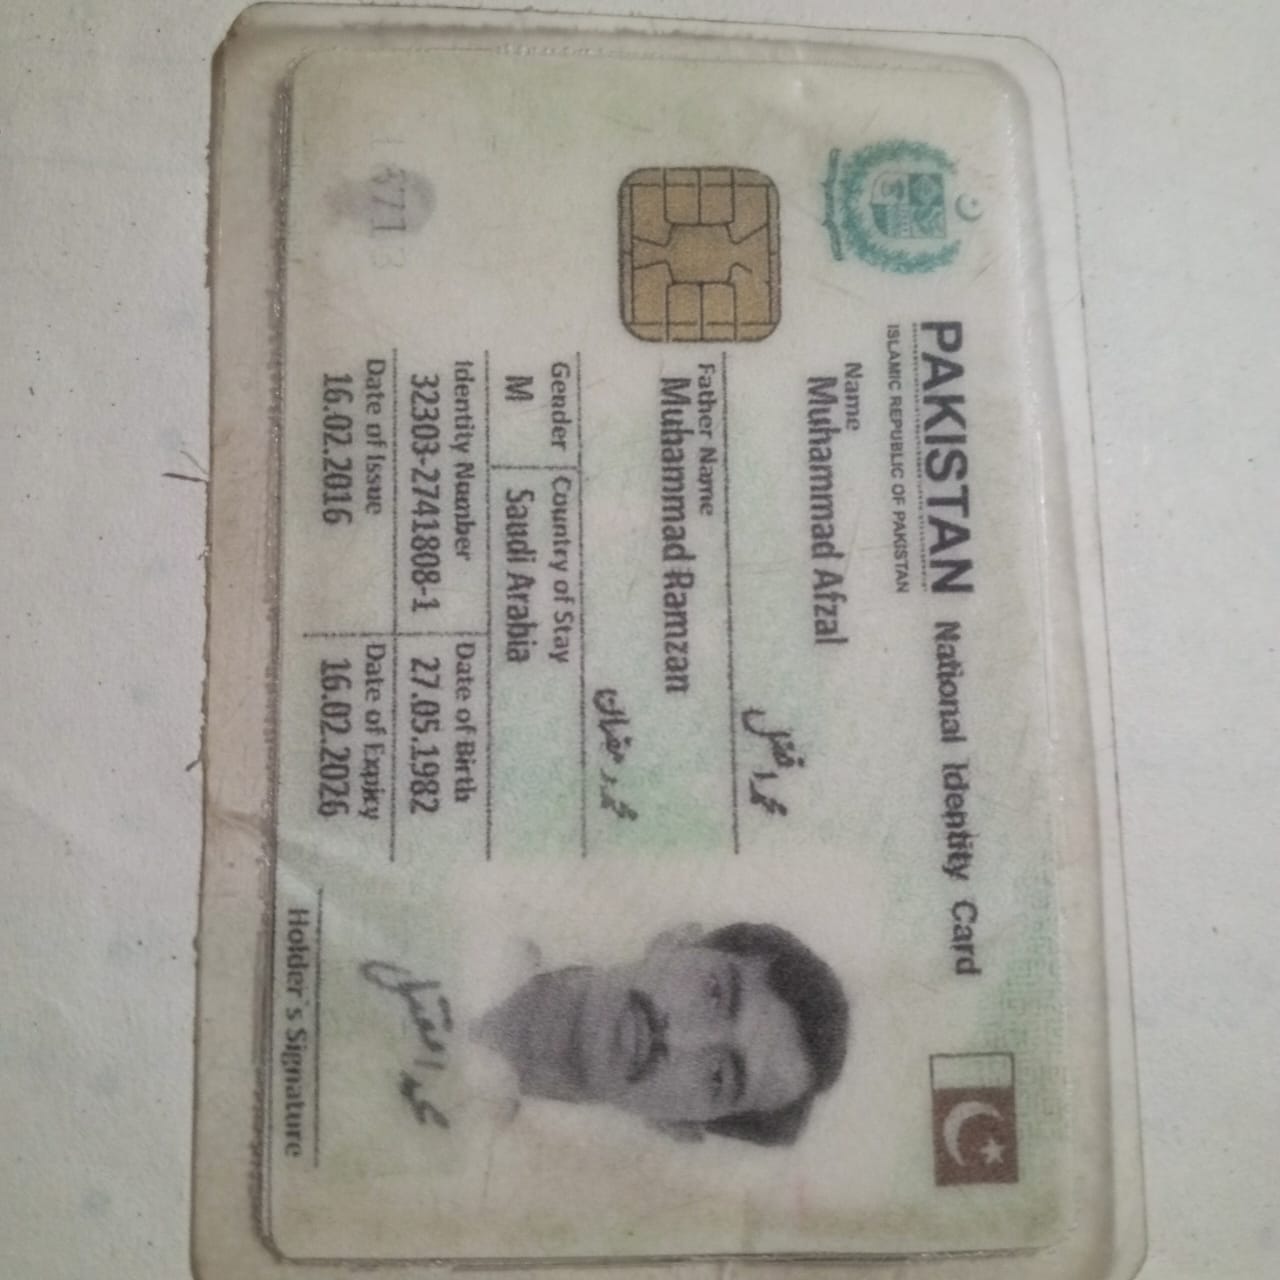 PAKISTAN National Identity Card
ISLAMIC REPUBLIC OF PAKISTAN
Name
Muhammad Afzal
محمد افضل
Father Name
Muhammad Ramzan
محمد رمضان
Gender Country of Stay
M Saudi Arabia
Identity Number Date of Birth
32303-2741808-1 27.05.1982
Date of Issue Date of Expiry
16.02.2016 16.02.2026
محمد افضل
Holder's Signature